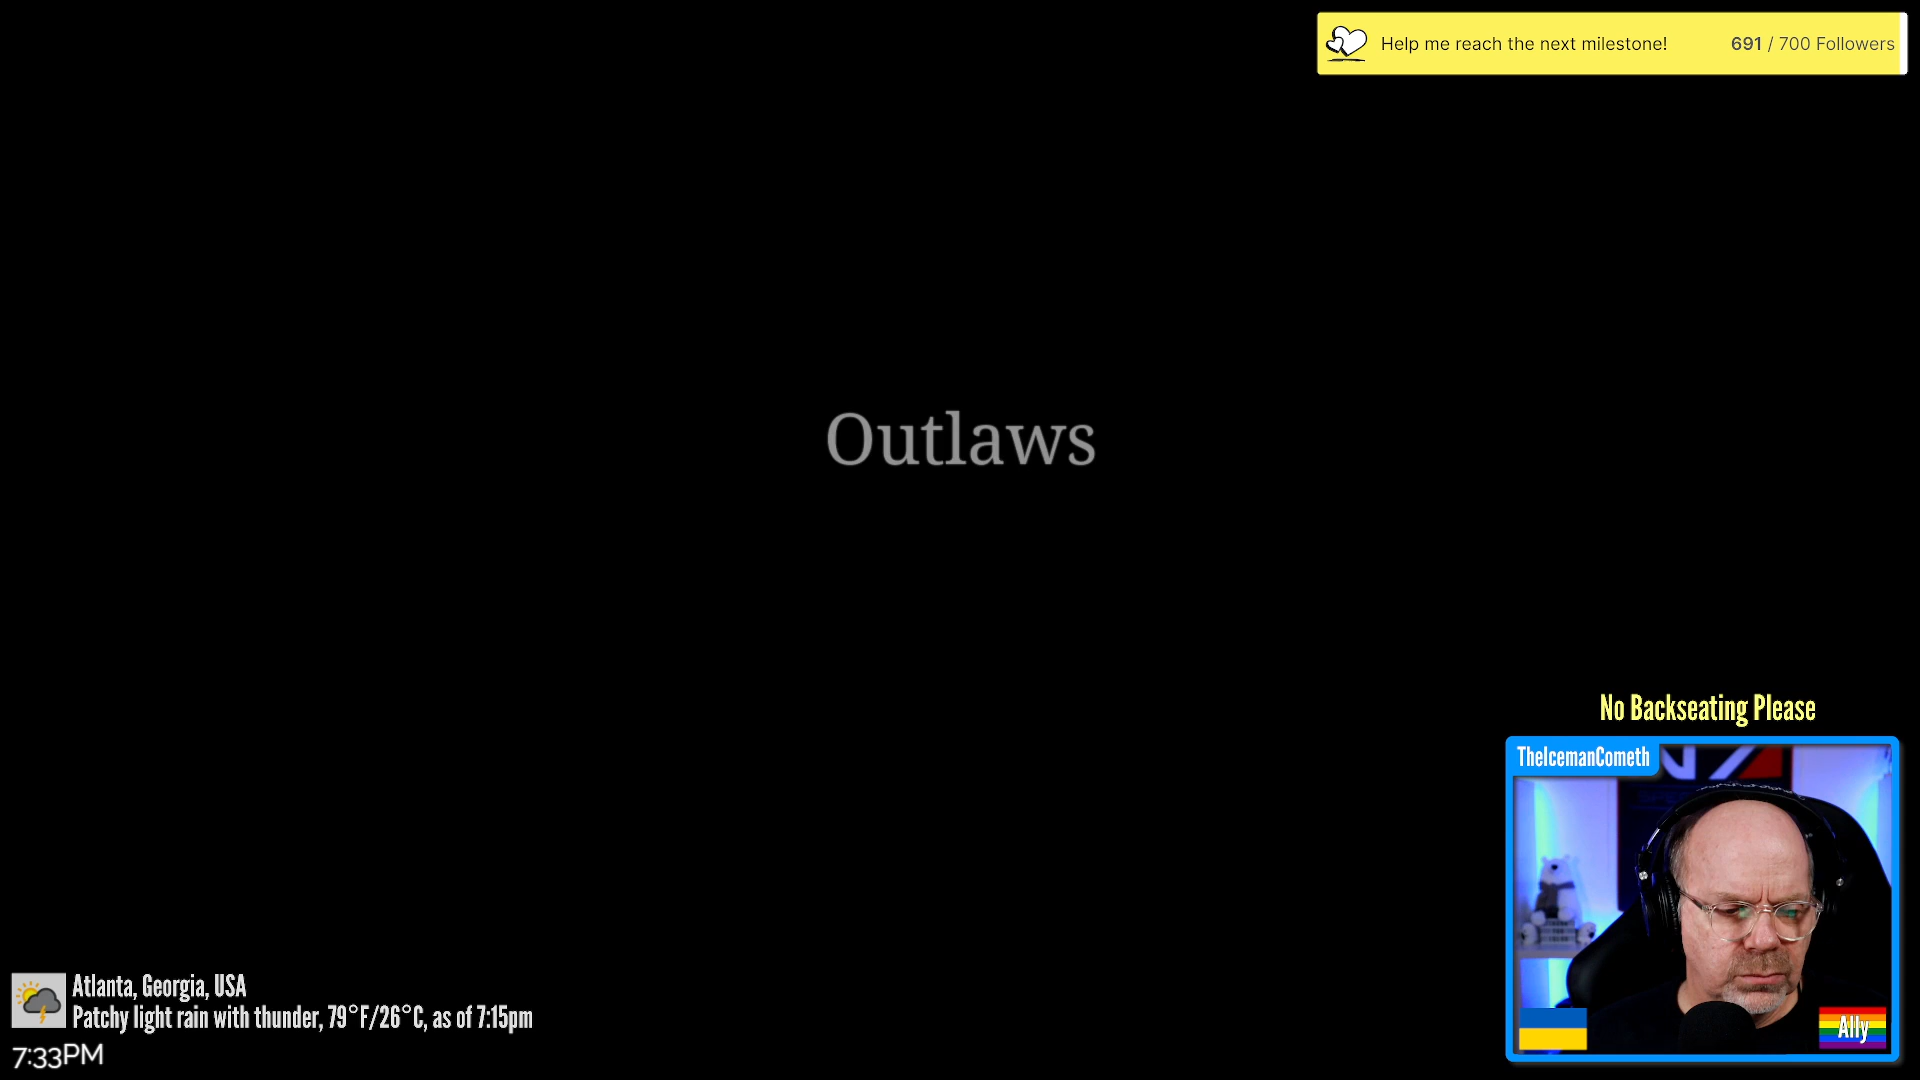 Help me reach the next milestone! 691 / 700 Followers
Outlaws
No Backseating Please
TheIcemanCometh
N7
Ally
Atlanta, Georgia, USA
Patchy light rain with thunder, 79°F/26°C, as of 7:15pm
7:33PM